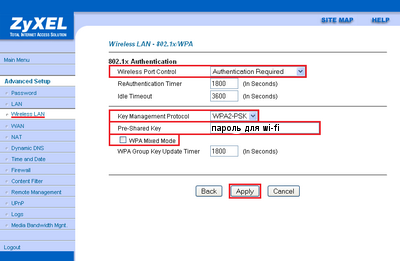 ZyXEL
TOTAL INTERNET ACCESS SOLUTION
SITE MAP HELP
Main Menu
Advanced Setup
Password
LAN
Wireless LAN
WAN
NAT
Dynamic DNS
Time and Date
Firewall
Content Filter
Remote Management
UPnP
Logs
Media Bandwidth Mgnt.
Logout
Wireless LAN - 802.1x/WPA
802.1x Authentication
Wireless Port Control Authentication Required
ReAuthentication Timer 1800 (In Seconds)
Idle Timeout 3600 (In Seconds)
Key Management Protocol WPA2-PSK
Pre-Shared Key пароль для wi-fi
WPA Mixed Mode
WPA Group Key Update Timer 1800 (In Seconds)
Back Apply Cancel